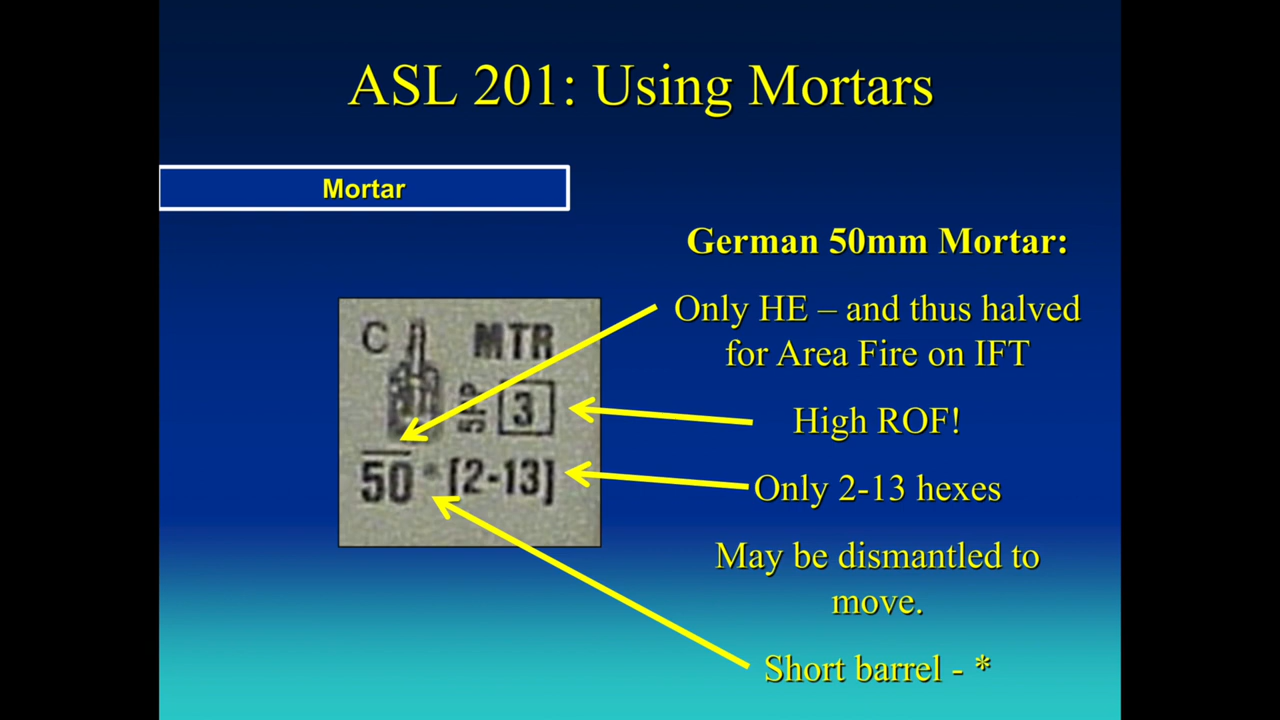 ASL 201: Using Mortars
Mortar
German 50mm Mortar:
Only HE – and thus halved
for Area Fire on IFT
High ROF!
Only 2-13 hexes
May be dismantled to
move.
Short barrel - *
C MTR
5PP 3
50* [2-13]